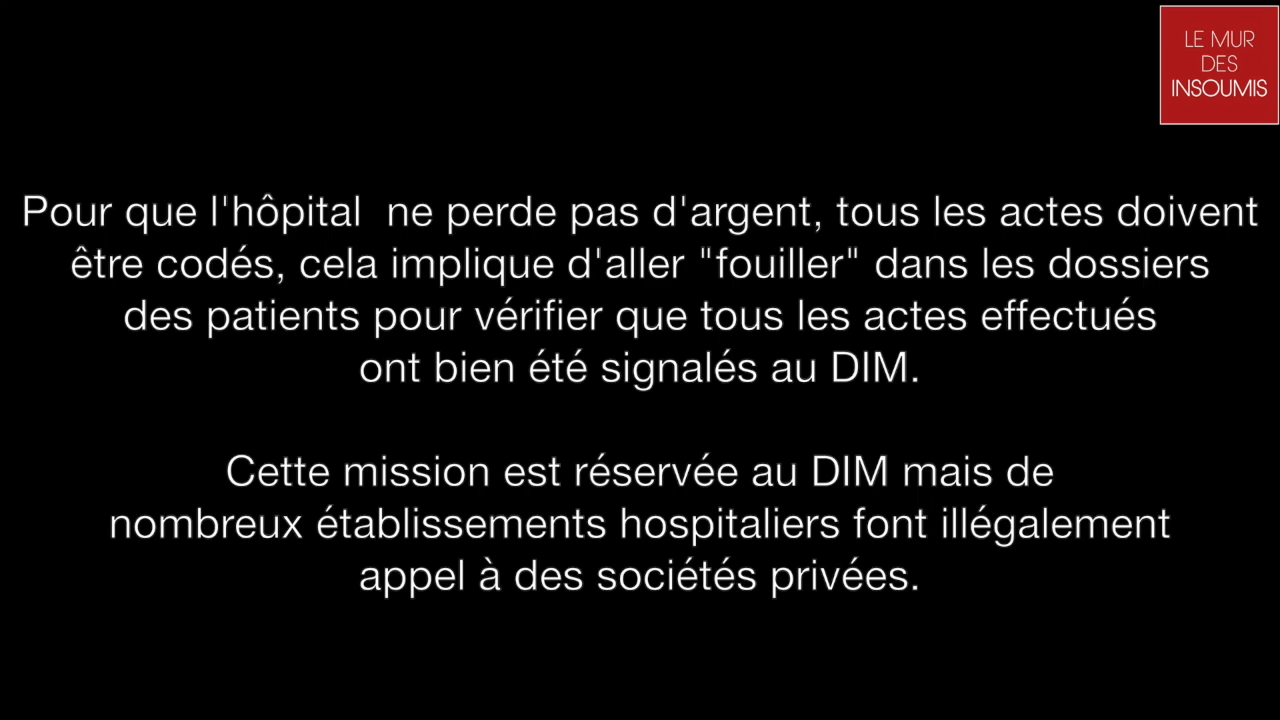 LE MUR
DES
INSOUMIS
Pour que l'hôpital  ne perde pas d'argent, tous les actes doivent
être codés, cela implique d'aller "fouiller" dans les dossiers
des patients pour vérifier que tous les actes effectués
ont bien été signalés au DIM.
Cette mission est réservée au DIM mais de
nombreux établissements hospitaliers font illégalement
appel à des sociétés privées.